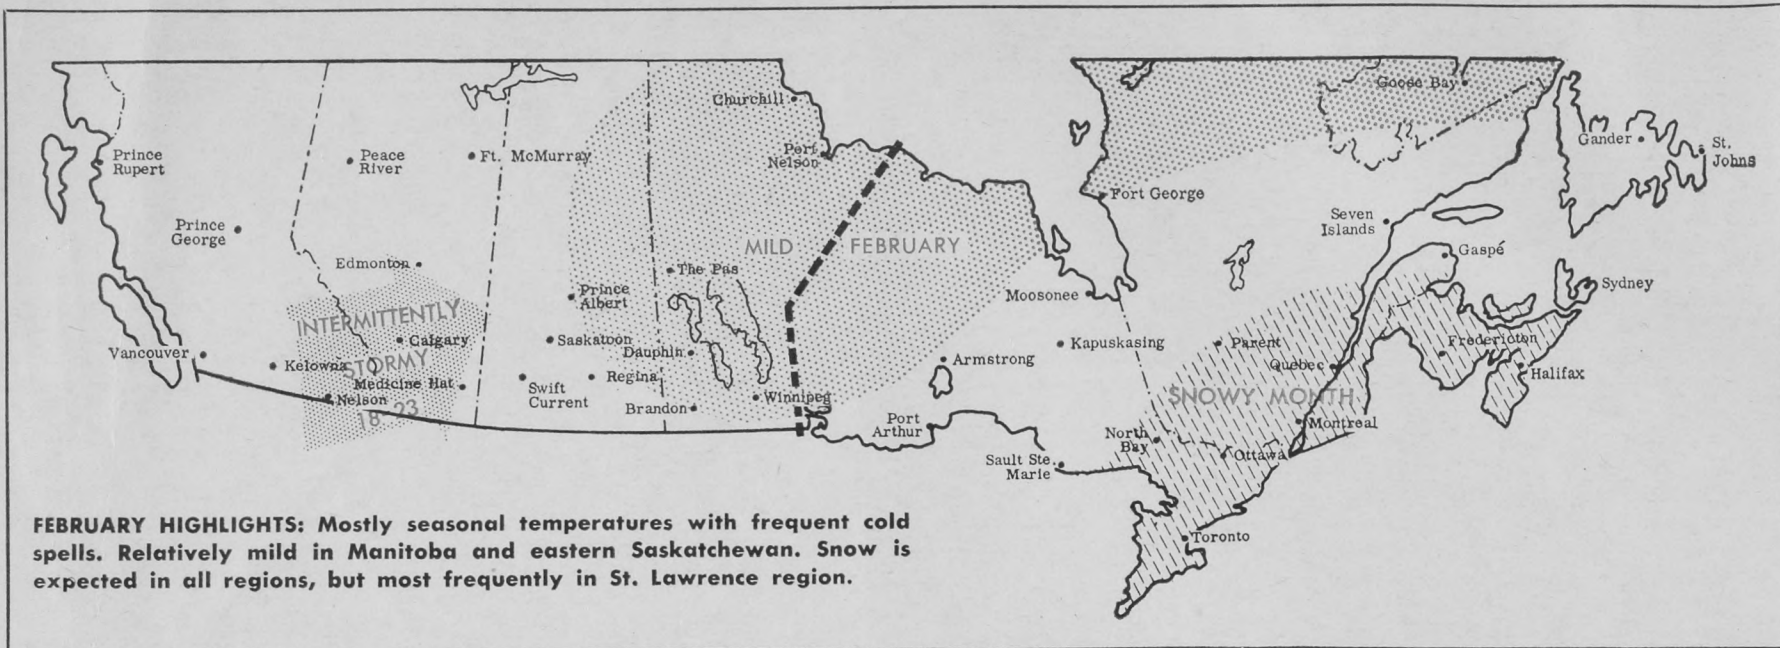 Churchill
Goose Bay
Gander
St.
Johns
Prince
Rupert
Peace
River
Ft. McMurray
Port
Nelson
Fort George
Prince
George
Seven
Islands
MILD FEBRUARY
Gaspé
Edmonton
The Pas
Prince
Albert
Moosonee
Sydney
INTERMITTENTLY
STORMY
18 23
Calgary
Saskatoon
Dauphin
Vancouver
Kelowna
Medicine Hat
Nelson
Swift
Current
Regina
Brandon
Winnipeg
Armstrong
Kapuskasing
Parent
Fredericton
Quebec
Halifax
SNOWY MONTH
Port
Arthur
Montreal
North
Bay
Ottawa
Sault Ste.
Marie
Toronto
FEBRUARY HIGHLIGHTS: Mostly seasonal temperatures with frequent cold
spells. Relatively mild in Manitoba and eastern Saskatchewan. Snow is
expected in all regions, but most frequently in St. Lawrence region.